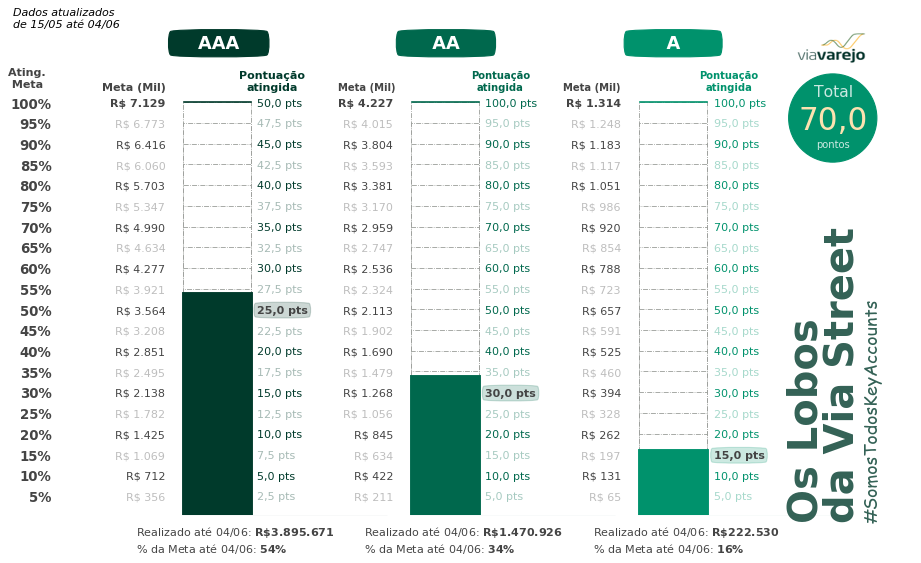 Dados atualizados
de 15/05 até 04/06
AAA
AA
A
viavarejo
Ating.
Meta
Meta (Mil)
Pontuação
atingida
Meta (Mil)
Pontuação
atingida
Meta (Mil)
Pontuação
atingida
Total
70,0
pontos
100% R$ 7.129 50,0 pts R$ 4.227 100,0 pts R$ 1.314 100,0 pts
95% R$ 6.773 47,5 pts R$ 4.015 95,0 pts R$ 1.248 95,0 pts
90% R$ 6.416 45,0 pts R$ 3.804 90,0 pts R$ 1.183 90,0 pts
85% R$ 6.060 42,5 pts R$ 3.593 85,0 pts R$ 1.117 85,0 pts
80% R$ 5.703 40,0 pts R$ 3.381 80,0 pts R$ 1.051 80,0 pts
75% R$ 5.347 37,5 pts R$ 3.170 75,0 pts R$ 986 75,0 pts
70% R$ 4.990 35,0 pts R$ 2.959 70,0 pts R$ 920 70,0 pts
65% R$ 4.634 32,5 pts R$ 2.747 65,0 pts R$ 854 65,0 pts
60% R$ 4.277 30,0 pts R$ 2.536 60,0 pts R$ 788 60,0 pts
55% R$ 3.921 27,5 pts R$ 2.324 55,0 pts R$ 723 55,0 pts
50% R$ 3.564 25,0 pts R$ 2.113 50,0 pts R$ 657 50,0 pts
45% R$ 3.208 22,5 pts R$ 1.902 45,0 pts R$ 591 45,0 pts
40% R$ 2.851 20,0 pts R$ 1.690 40,0 pts R$ 525 40,0 pts
35% R$ 2.495 17,5 pts R$ 1.479 35,0 pts R$ 460 35,0 pts
30% R$ 2.138 15,0 pts R$ 1.268 30,0 pts R$ 394 30,0 pts
25% R$ 1.782 12,5 pts R$ 1.056 25,0 pts R$ 328 25,0 pts
20% R$ 1.425 10,0 pts R$ 845 20,0 pts R$ 262 20,0 pts
15% R$ 1.069 7,5 pts R$ 634 15,0 pts R$ 197 15,0 pts
10% R$ 712 5,0 pts R$ 422 10,0 pts R$ 131 10,0 pts
5% R$ 356 2,5 pts R$ 211 5,0 pts R$ 65 5,0 pts
Realizado até 04/06: R$3.895.671
% da Meta até 04/06: 54%
Realizado até 04/06: R$1.470.926
% da Meta até 04/06: 34%
Realizado até 04/06: R$222.530
% da Meta até 04/06: 16%
Os Lobos
da Via Street
#SomosTodosKeyAccounts